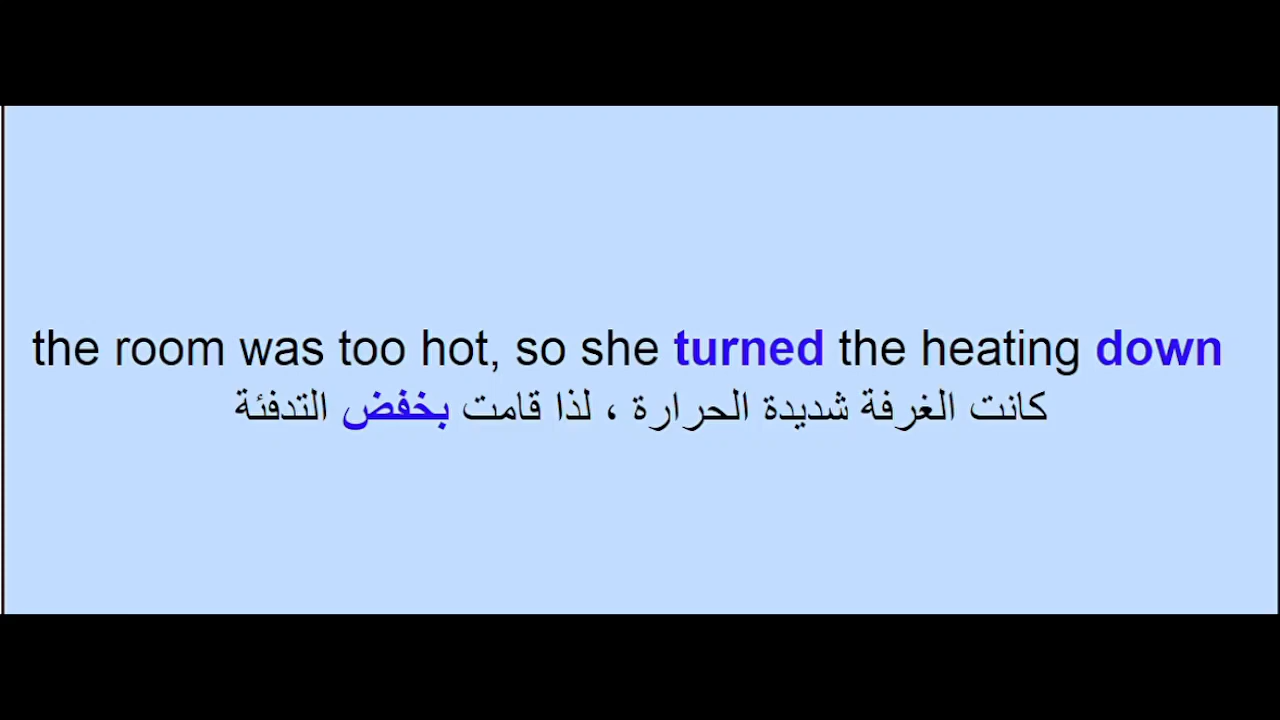 the room was too hot, so she turned the heating down
كانت الغرفة شديدة الحرارة ، لذا قامت بخفض التدفئة